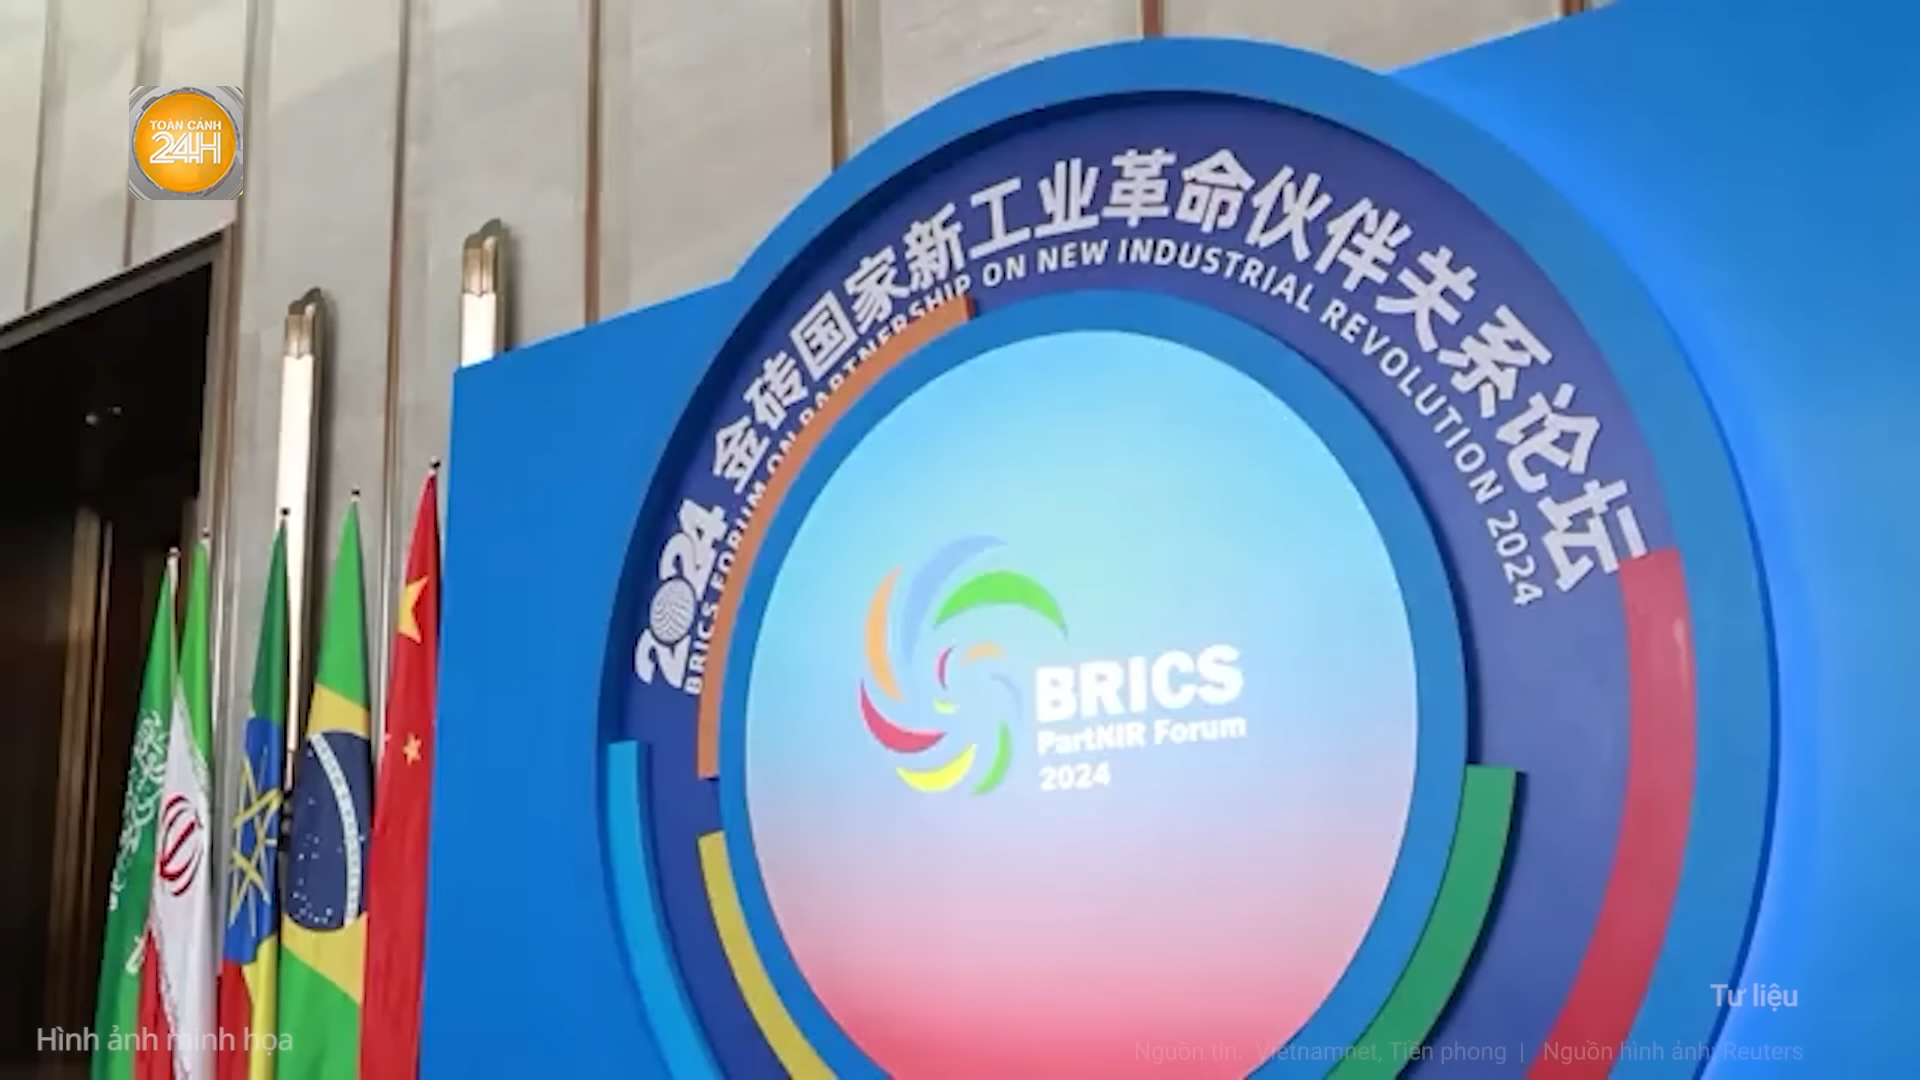 TOÀN CẢNH
24H
2024 金砖国家新工业革命伙伴关系论坛
BRICS FORUM ON PARTNERSHIP ON NEW INDUSTRIAL REVOLUTION 2024
BRICS
PartNIR Forum
2024
Tư liệu
Hình ảnh minh họa
Nguồn tin: Vietnamnet, Tiền phong | Nguồn hình ảnh: Reuters